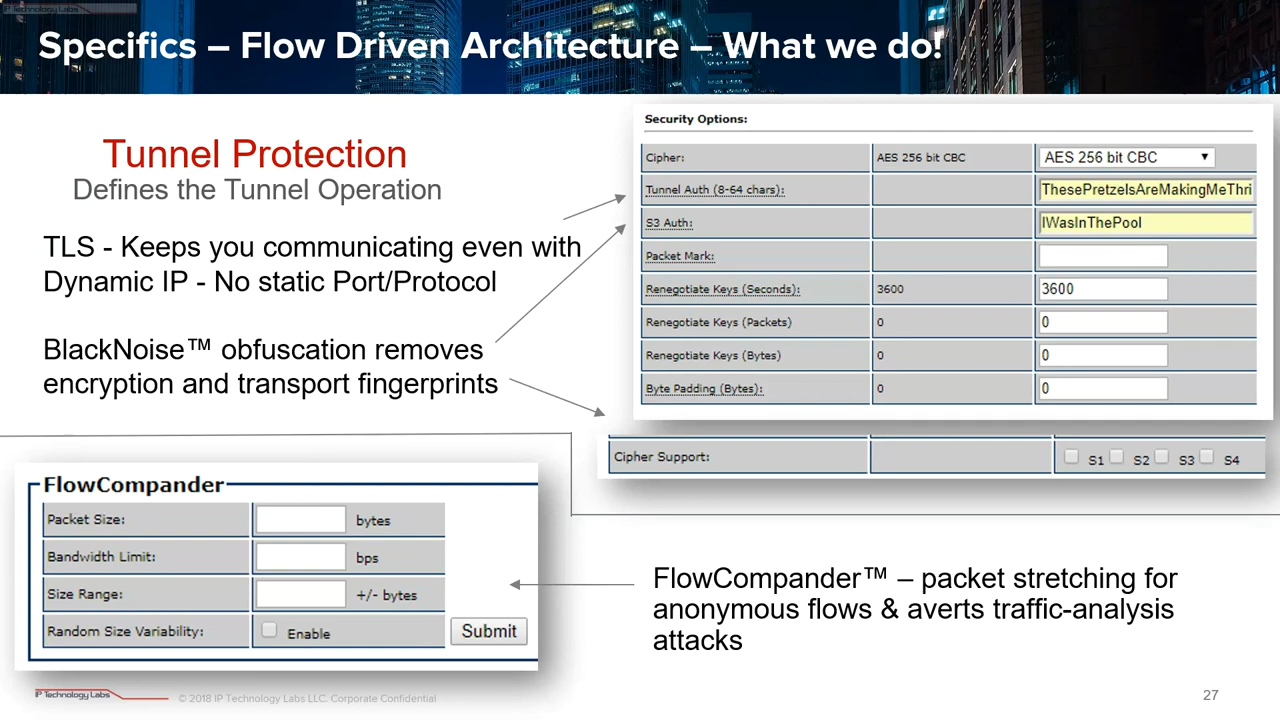 IP Technology Labs
Specifics – Flow Driven Architecture – What we do!
Tunnel Protection
Defines the Tunnel Operation
TLS - Keeps you communicating even with
Dynamic IP - No static Port/Protocol
BlackNoise™ obfuscation removes
encryption and transport fingerprints
Security Options:
Cipher: AES 256 bit CBC AES 256 bit CBC
Tunnel Auth (8-64 chars): ThesePretzelsAreMakingMeThri
S3 Auth: IWasInThePool
Packet Mark:
Renegotiate Keys (Seconds): 3600 3600
Renegotiate Keys (Packets) 0 0
Renegotiate Keys (Bytes) 0 0
Byte Padding (Bytes): 0 0
Cipher Support: S1 S2 S3 S4
FlowCompander
Packet Size: bytes
Bandwidth Limit: bps
Size Range: +/- bytes
Random Size Variability: Enable Submit
FlowCompander™ – packet stretching for
anonymous flows & averts traffic-analysis
attacks
IP Technology Labs © 2018 IP Technology Labs LLC. Corporate Confidential 27